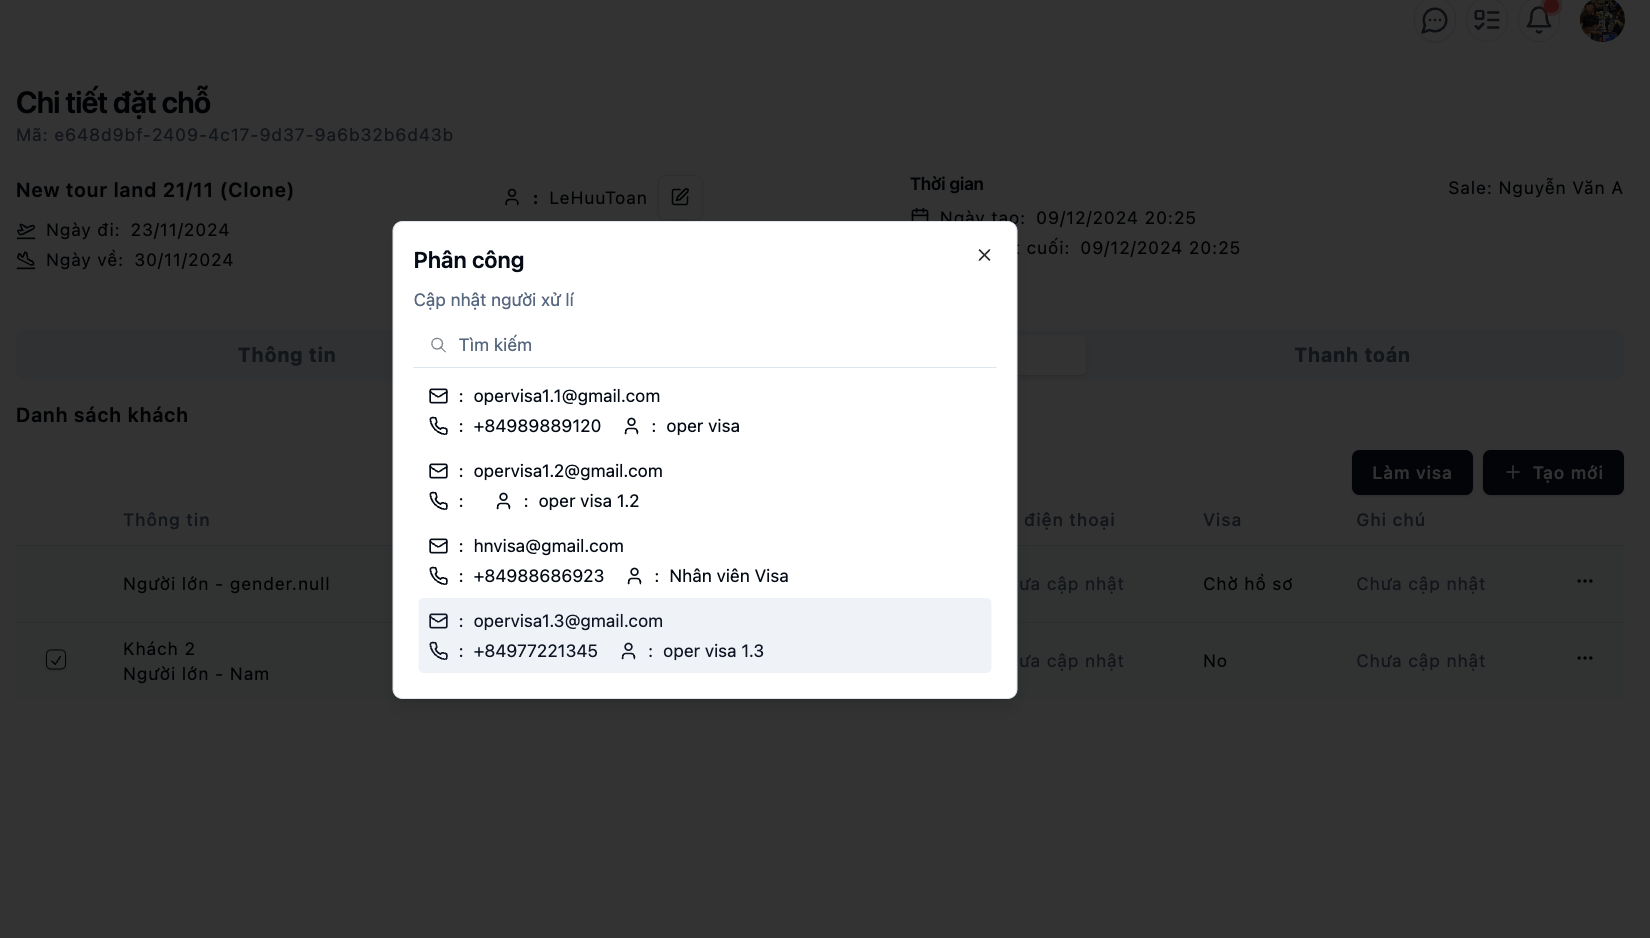 Chi tiết đặt chỗ
Mã: e648d9bf-2409-4c17-9d37-9a6b32b6d43b
New tour land 21/11 (Clone)
Ngày đi: 23/11/2024
Ngày về: 30/11/2024
: LeHuuToan
Thời gian
Ngày tạo: 09/12/2024 20:25
cuối: 09/12/2024 20:25
Sale: Nguyễn Văn A
Thông tin
Thanh toán
Danh sách khách
Làm visa
+ Tạo mới
Thông tin
điện thoại
Visa
Ghi chú
Người lớn - gender.null
cập nhật
Chờ hồ sơ
Chưa cập nhật
Khách 2
Người lớn - Nam
cập nhật
No
Chưa cập nhật
Phân công
Cập nhật người xử lí
Tìm kiếm
: opervisa1.1@gmail.com
: +84989889120 : oper visa
: opervisa1.2@gmail.com
: : oper visa 1.2
: hnvisa@gmail.com
: +84988686923 : Nhân viên Visa
: opervisa1.3@gmail.com
: +84977221345 : oper visa 1.3